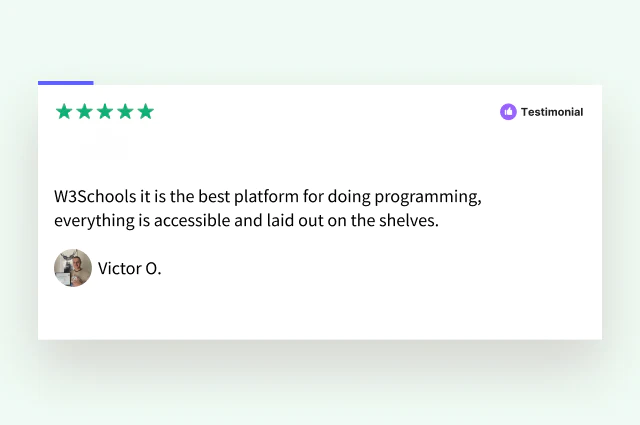 Testimonial
W3Schools it is the best platform for doing programming,
everything is accessible and laid out on the shelves.
Victor O.